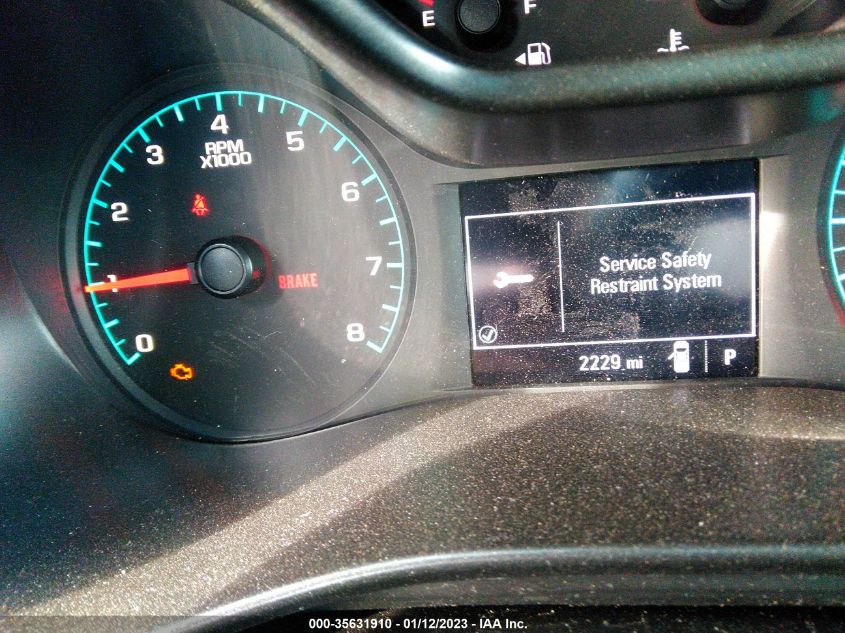 E
F
4
3
5
RPM
X1000
2
6
1
7
BRAKE
0
8
Service Safety
Restraint System
2229 mi
P
000-35631910 - 01/12/2023 - IAA Inc.